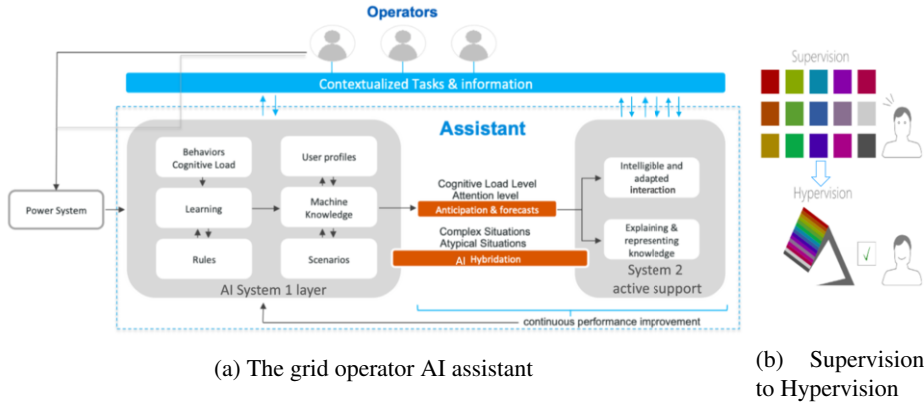 Operators
Contextualized Tasks & information
Assistant
Behaviors
Cognitive Load
User profiles
Learning
Machine
Knowledge
Rules
Scenarios
AI System 1 layer
Power System
Cognitive Load Level
Attention level
Anticipation & forecasts
Complex Situations
Atypical Situations
AI Hybridation
Intelligible and
adapted
interaction
Explaining &
representing
knowledge
System 2
active support
continuous performance improvement
(a) The grid operator AI assistant
Supervision
Hypervision
(b) Supervision
to Hypervision